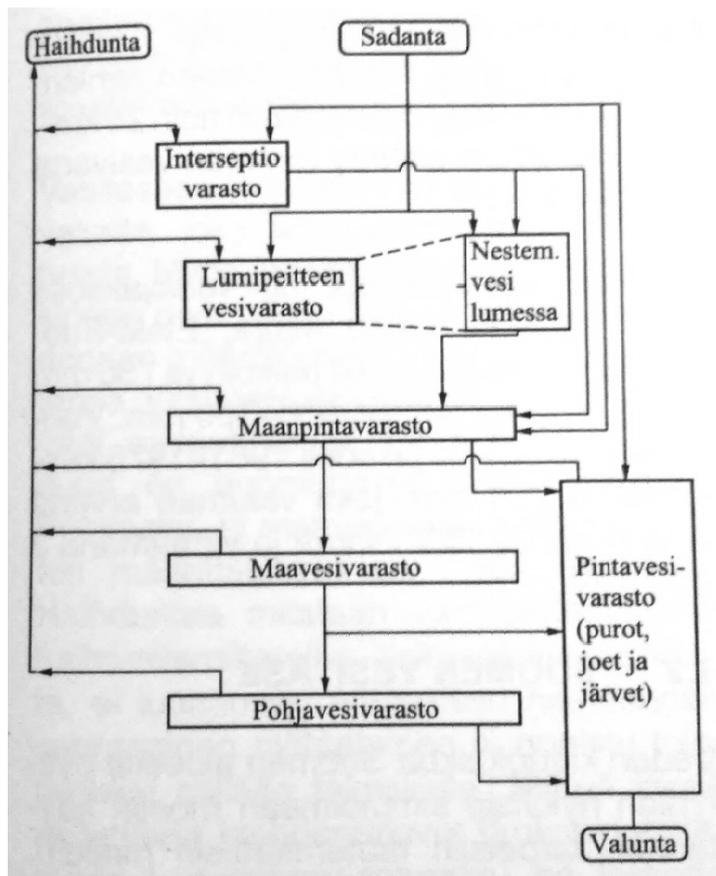 Haihdunta
Sadanta
Interseptio
varasto
Lumipeitteen
vesivarasto
Nestem.
vesi
lumessa
Maanpintavarasto
Maavesivarasto
Pintavesi-
varasto
(purot,
joet ja
järvet)
Pohjavesivarasto
Valunta